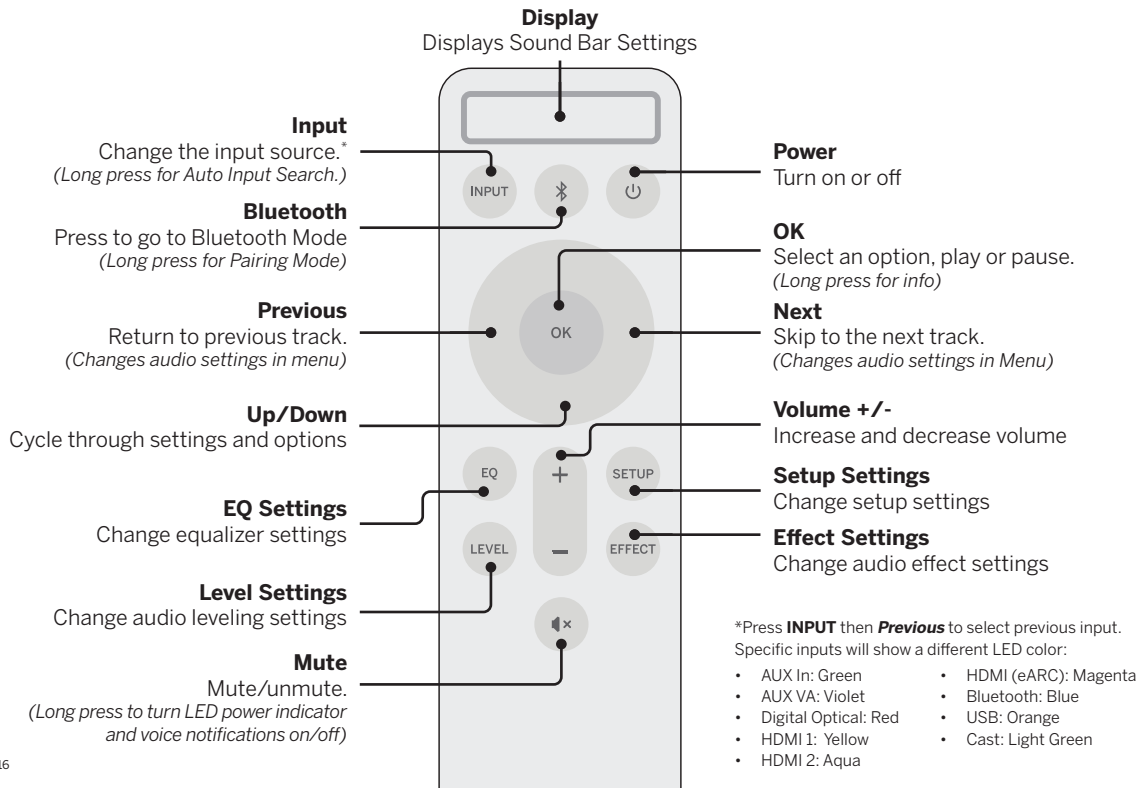 Display
Displays Sound Bar Settings
Input
Change the input source.*
(Long press for Auto Input Search.)
Bluetooth
Press to go to Bluetooth Mode
(Long press for Pairing Mode)
Previous
Return to previous track.
(Changes audio settings in menu)
Up/Down
Cycle through settings and options
EQ Settings
Change equalizer settings
Level Settings
Change audio leveling settings
Mute
Mute/unmute.
(Long press to turn LED power indicator
and voice notifications on/off)
INPUT
OK
EQ
+
SETUP
LEVEL
–
EFFECT
Power
Turn on or off
OK
Select an option, play or pause.
(Long press for info)
Next
Skip to the next track.
(Changes audio settings in Menu)
Volume +/-
Increase and decrease volume
Setup Settings
Change setup settings
Effect Settings
Change audio effect settings
*Press INPUT then Previous to select previous input.
Specific inputs will show a different LED color:
• AUX In: Green
• AUX VA: Violet
• Digital Optical: Red
• HDMI 1: Yellow
• HDMI 2: Aqua
• HDMI (eARC): Magenta
• Bluetooth: Blue
• USB: Orange
• Cast: Light Green
16